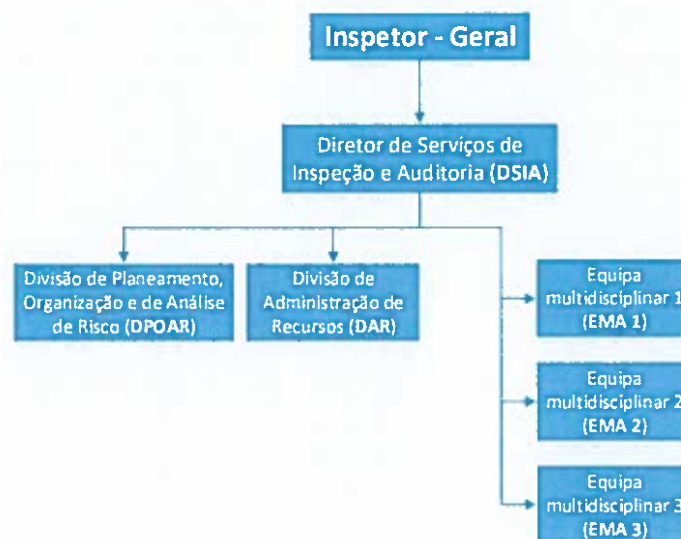 Inspetor - Geral
Diretor de Serviços de
Inspeção e Auditoria (DSIA)
Divisão de Planeamento,
Organização e de Análise
de Risco (DPOAR)
Divisão de
Administração de
Recursos (DAR)
Equipa
multidisciplinar 1
(EMA 1)
Equipa
multidisciplinar 2
(EMA 2)
Equipa
multidisciplinar 3
(EMA 3)